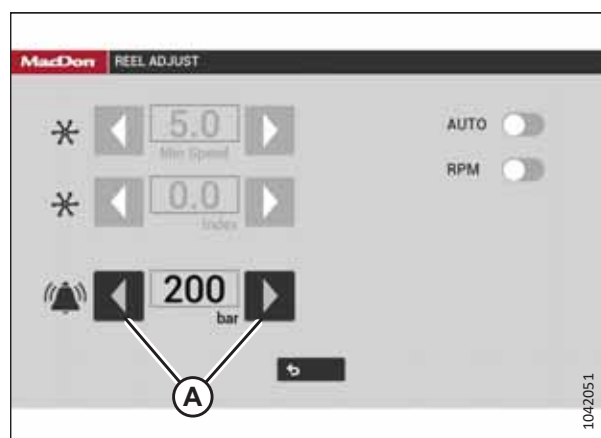 MacDon REEL ADJUST
5.0
Min Speed
AUTO
RPM
0.0
Index
200
bar
A
1042051